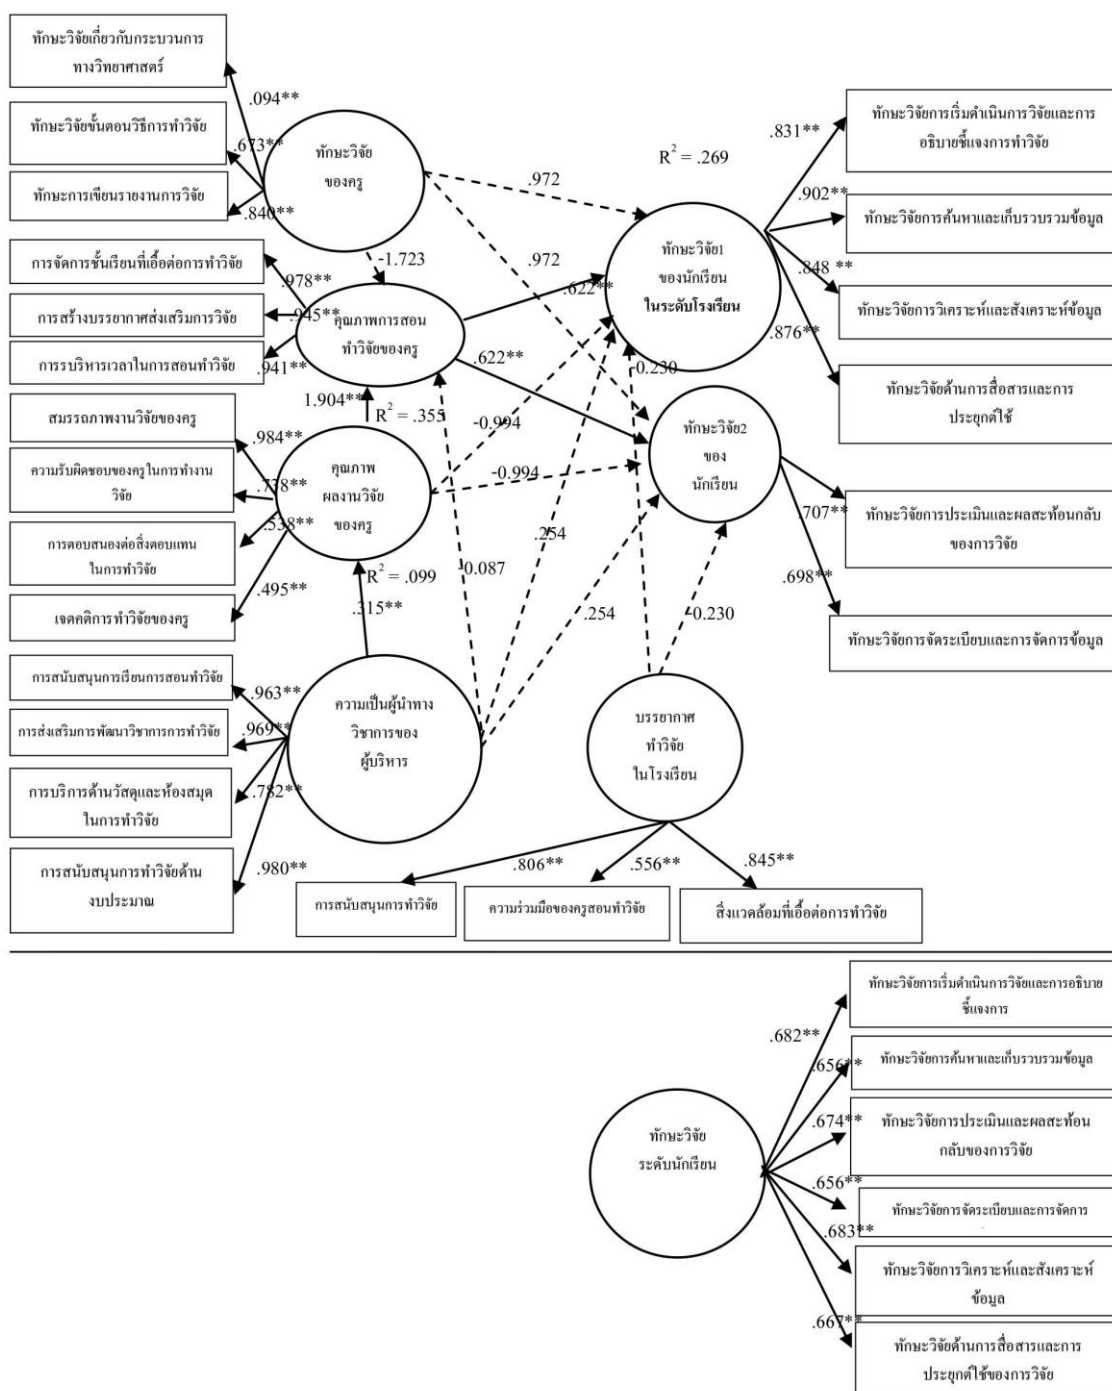 ทักษะวิจัยเกี่ยวกับกระบวนการ
ทางวิทยาศาสตร์
.094**
ทักษะวิจัยขั้นตอนวิธีการทำวิจัย
.673**
ทักษะการเขียนรายงานการวิจัย
.840**
ทักษะวิจัย
ของครู
-1.723
.972
.972
R² = .269
การจัดการชั้นเรียนที่เอื้อต่อการทำวิจัย
.978**
การสร้างบรรยากาศส่งเสริมการวิจัย
.945**
การรบริหารเวลาในการสอนทำวิจัย
.941**
คุณภาพการสอน
ทำวิจัยของครู
.622**
.622**
1.904**
R² = .355
สมรรถภาพงานวิจัยของครู
.984**
ความรับผิดชอบของครูในการทำงาน
วิจัย
.738**
การตอบสนองต่อสิ่งตอบแทน
ในการทำวิจัย
.538**
เจตคติการทำวิจัยของครู
.495**
คุณภาพ
ผลงานวิจัย
ของครู
-0.994
-0.994
R² = .099
.315**
-0.087
.254
.254
การสนับสนุนการเรียนการสอนทำวิจัย
.963**
การส่งเสริมการพัฒนาวิชาการการทำวิจัย
.969**
การบริการด้านวัสดุและห้องสมุด
ในการทำวิจัย
.782**
การสนับสนุนการทำวิจัยด้าน
งบประมาณ
.980**
ความเป็นผู้นำทาง
วิชาการของ
ผู้บริหาร
ทักษะวิจัย1
ของนักเรียน
ในระดับโรงเรียน
-0.230
.831**
ทักษะวิจัยการเริ่มดำเนินการวิจัยและการ
อธิบายชี้แจงการทำวิจัย
.902**
ทักษะวิจัยการค้นหาและเก็บรวบรวมข้อมูล
.848 **
ทักษะวิจัยการวิเคราะห์และสังเคราะห์ข้อมูล
.876**
ทักษะวิจัยด้านการสื่อสารและการ
ประยุกต์ใช้
ทักษะวิจัย2
ของ
นักเรียน
-0.230
.707**
ทักษะวิจัยการประเมินและผลสะท้อนกลับ
ของการวิจัย
.698**
ทักษะวิจัยการจัดระเบียบและการจัดการข้อมูล
บรรยากาศ
ทำวิจัย
ในโรงเรียน
.806**
.556**
.845**
การสนับสนุนการทำวิจัย
ความร่วมมือของครูสอนทำวิจัย
สิ่งแวดล้อมที่เอื้อต่อการทำวิจัย
ทักษะวิจัย
ระดับนักเรียน
.682**
ทักษะวิจัยการเริ่มดำเนินการวิจัยและการอธิบาย
ชี้แจงการ
.656**
ทักษะวิจัยการค้นหาและเก็บรวบรวมข้อมูล
.674**
ทักษะวิจัยการประเมินและผลสะท้อน
กลับของการวิจัย
.656**
ทักษะวิจัยการจัดระเบียบและการจัดการ
.683**
ทักษะวิจัยการวิเคราะห์และสังเคราะห์
ข้อมูล
.667**
ทักษะวิจัยด้านการสื่อสารและการ
ประยุกต์ใช้ของการวิจัย